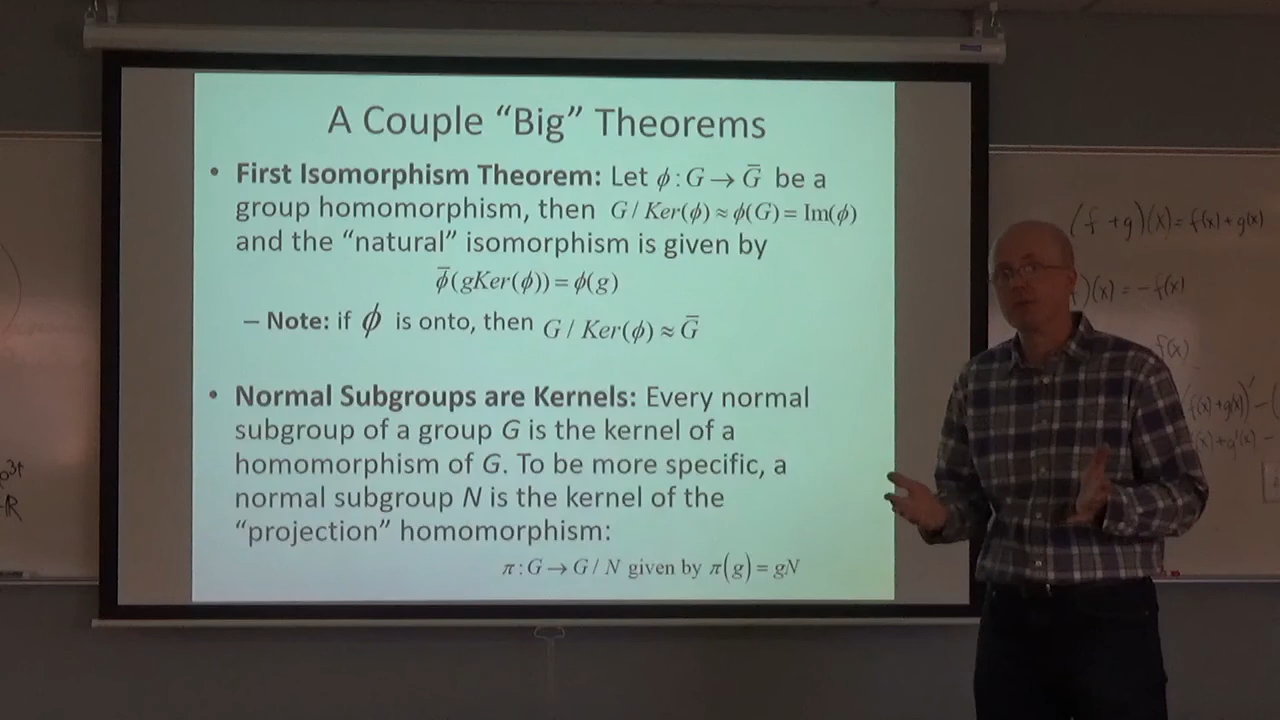 A Couple “Big” Theorems
• First Isomorphism Theorem: Let ϕ : G → G̅ be a
group homomorphism, then G / Ker(ϕ) ≈ ϕ(G) = Im(ϕ)
and the “natural” isomorphism is given by
ϕ̅(gKer(ϕ)) = ϕ(g)
– Note: if ϕ is onto, then G / Ker(ϕ) ≈ G̅
• Normal Subgroups are Kernels: Every normal
subgroup of a group G is the kernel of a
homomorphism of G. To be more specific, a
normal subgroup N is the kernel of the
“projection” homomorphism:
π : G → G / N given by π(g) = gN
(f + g)(x) = f(x) + g(x)
)(x) = -f(x)
f(x)